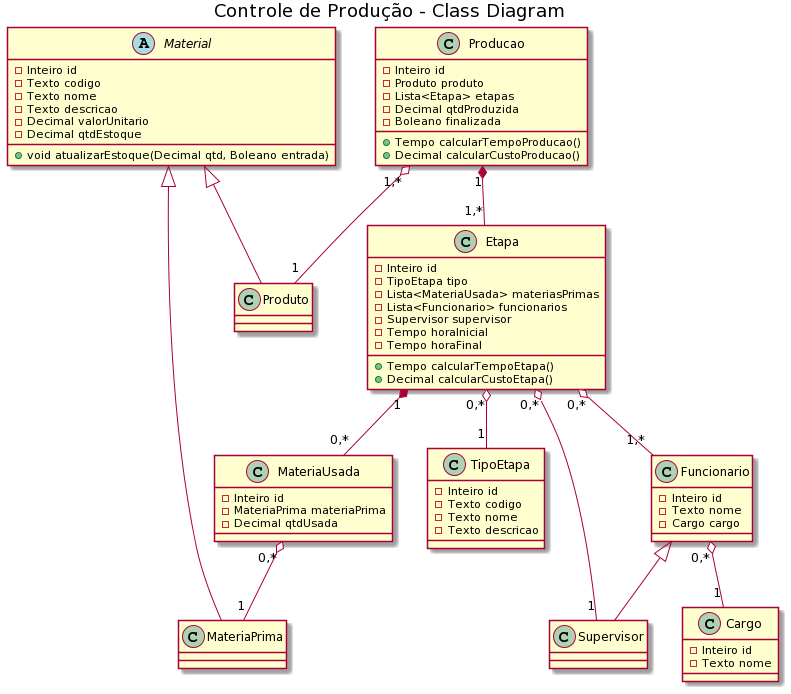 Controle de Produção - Class Diagram
A Material
Inteiro id
Texto codigo
Texto nome
Texto descricao
Decimal valorUnitario
Decimal qtdEstoque
void atualizarEstoque(Decimal qtd, Boleano entrada)
C Producao
Inteiro id
Produto produto
Lista<Etapa> etapas
Decimal qtdProduzida
Boleano finalizada
Tempo calcularTempoProducao()
Decimal calcularCustoProducao()
1,*
1
1
1,*
C Produto
C Etapa
Inteiro id
TipoEtapa tipo
Lista<MateriaUsada> materiasPrimas
Lista<Funcionario> funcionarios
Supervisor supervisor
Tempo horaInicial
Tempo horaFinal
Tempo calcularTempoEtapa()
Decimal calcularCustoEtapa()
1
0,*
0,*
0,*
0,*
1
1,*
C MateriaUsada
Inteiro id
MateriaPrima materiaPrima
Decimal qtdUsada
C TipoEtapa
Inteiro id
Texto codigo
Texto nome
Texto descricao
C Funcionario
Inteiro id
Texto nome
Cargo cargo
0,*
0,*
1
1
1
C MateriaPrima
C Supervisor
C Cargo
Inteiro id
Texto nome